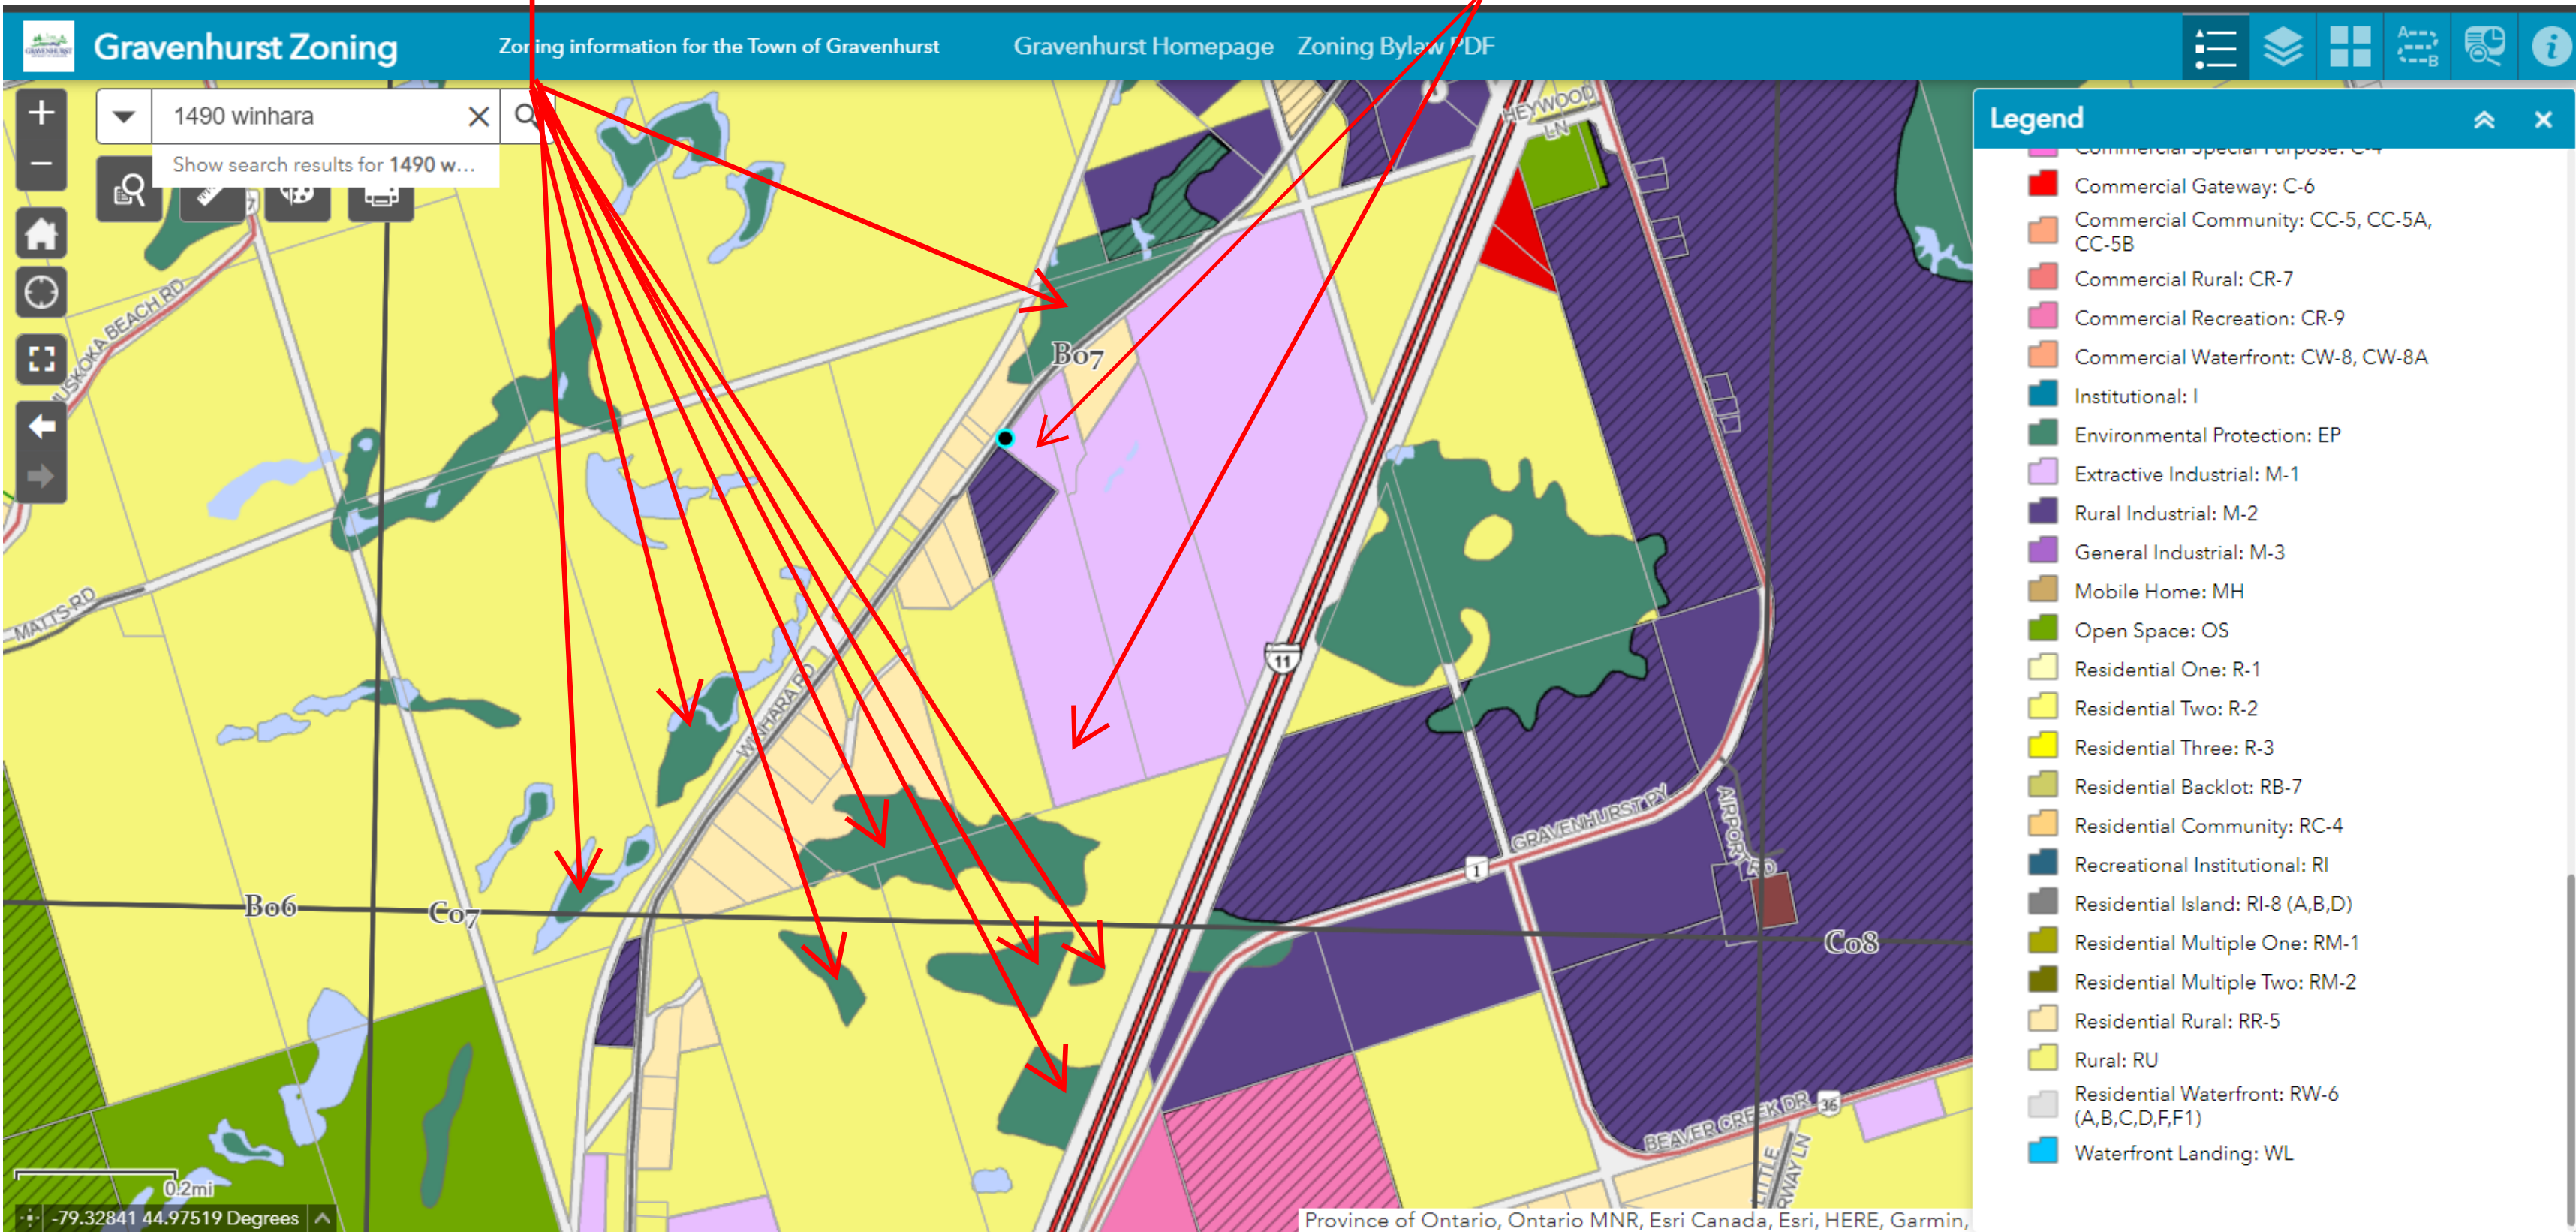 Gravenhurst Zoning
Zoning information for the Town of Gravenhurst
Gravenhurst Homepage
Zoning Bylaw PDF
1490 winhara
Show search results for 1490 w...
Legend
Commercial Special Purpose: C-4
Commercial Gateway: C-6
Commercial Community: CC-5, CC-5A,
CC-5B
Commercial Rural: CR-7
Commercial Recreation: CR-9
Commercial Waterfront: CW-8, CW-8A
Institutional: I
Environmental Protection: EP
Extractive Industrial: M-1
Rural Industrial: M-2
General Industrial: M-3
Mobile Home: MH
Open Space: OS
Residential One: R-1
Residential Two: R-2
Residential Three: R-3
Residential Backlot: RB-7
Residential Community: RC-4
Recreational Institutional: RI
Residential Island: RI-8 (A,B,D)
Residential Multiple One: RM-1
Residential Multiple Two: RM-2
Residential Rural: RR-5
Rural: RU
Residential Waterfront: RW-6
(A,B,C,D,F,F1)
Waterfront Landing: WL
HEYWOOD
LN
MUSKOKA BEACH RD
B07
MATTS RD
11
WINHARA RD
GRAVENHURST PY
AIRPORT RD
1
B06
C07
C08
BEAVER CREEK DR
36
LITTLE
RWAY LN
0.2mi
-79.32841 44.97519 Degrees
Province of Ontario, Ontario MNR, Esri Canada, Esri, HERE, Garmin,